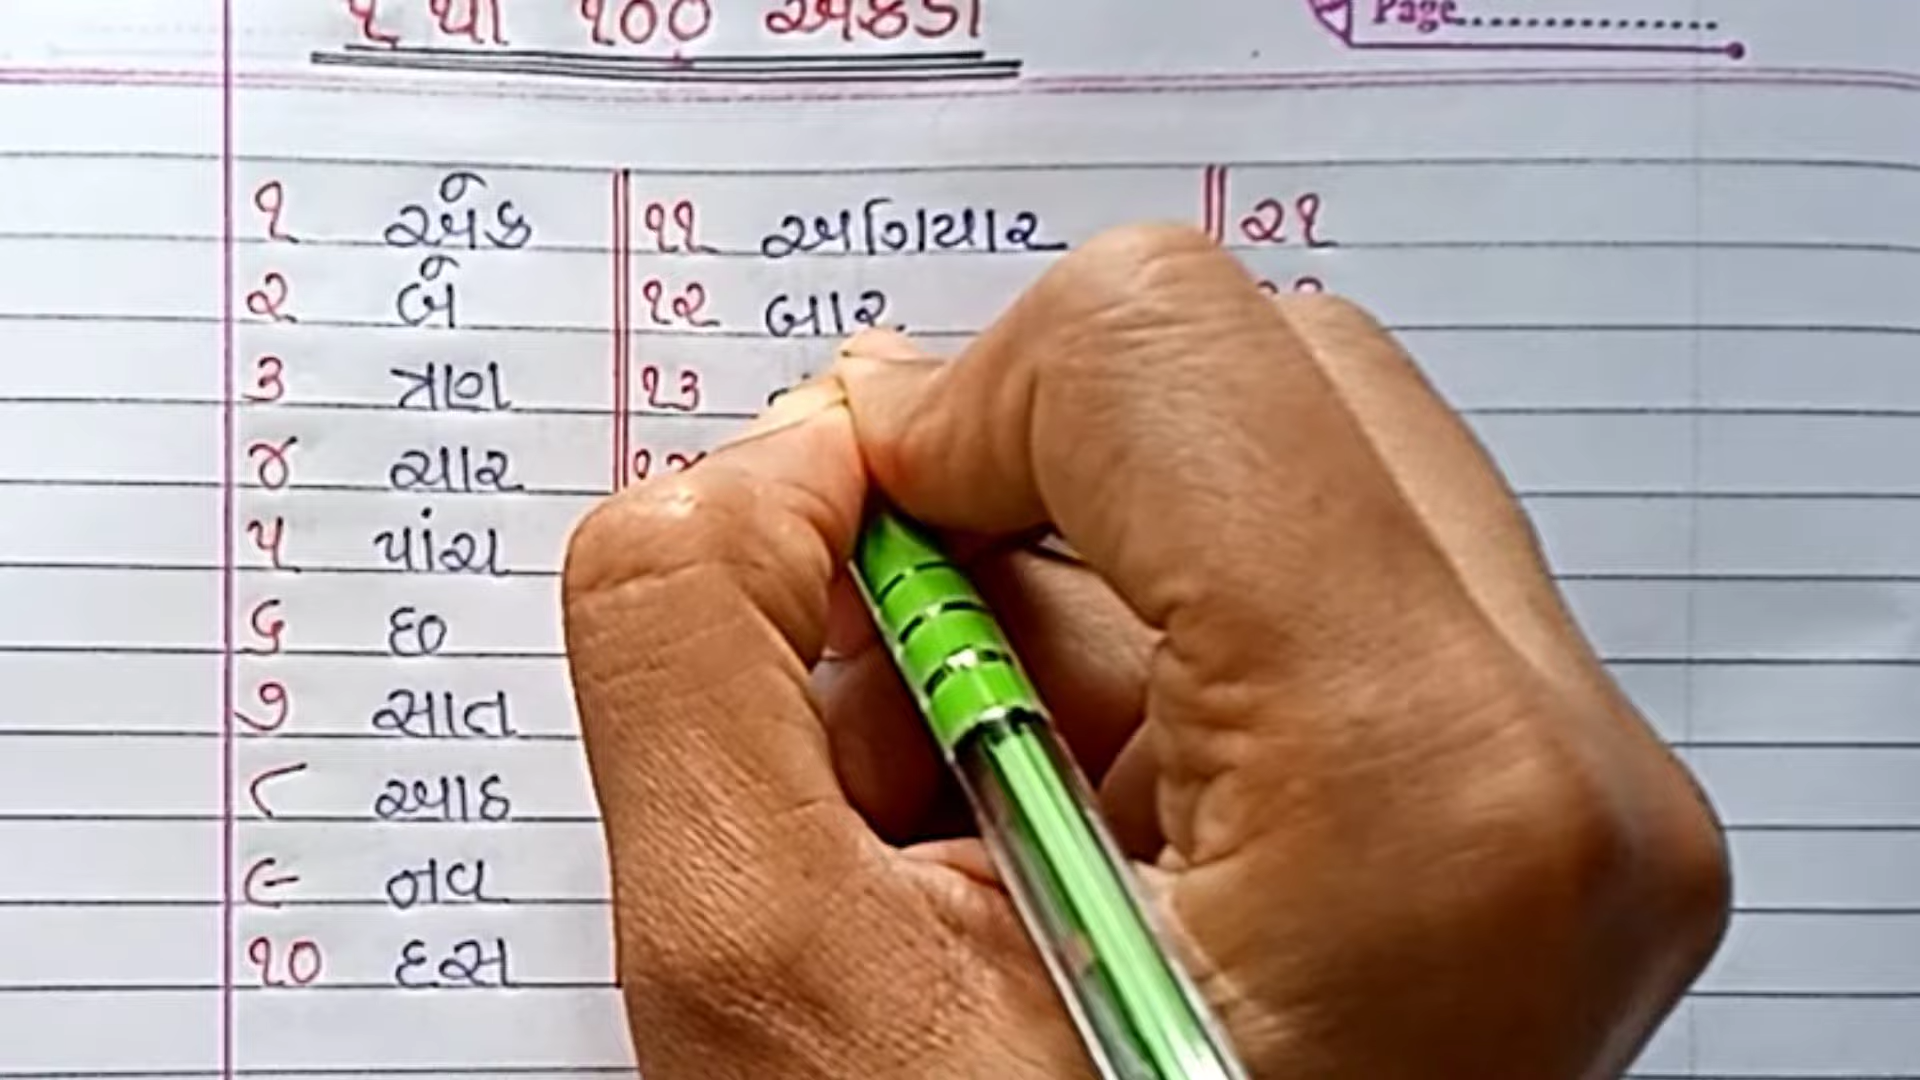 ૧ થી ૧૦૦ એકડા
Page
૧ એક ૧૧ અગિયાર ૨૧
૨ બે ૧૨ બાર
૩ ત્રણ ૧૩
૪ ચાર
૫ પાંચ
૬ છ
૭ સાત
૮ આઠ
૯ નવ
૧૦ દસ